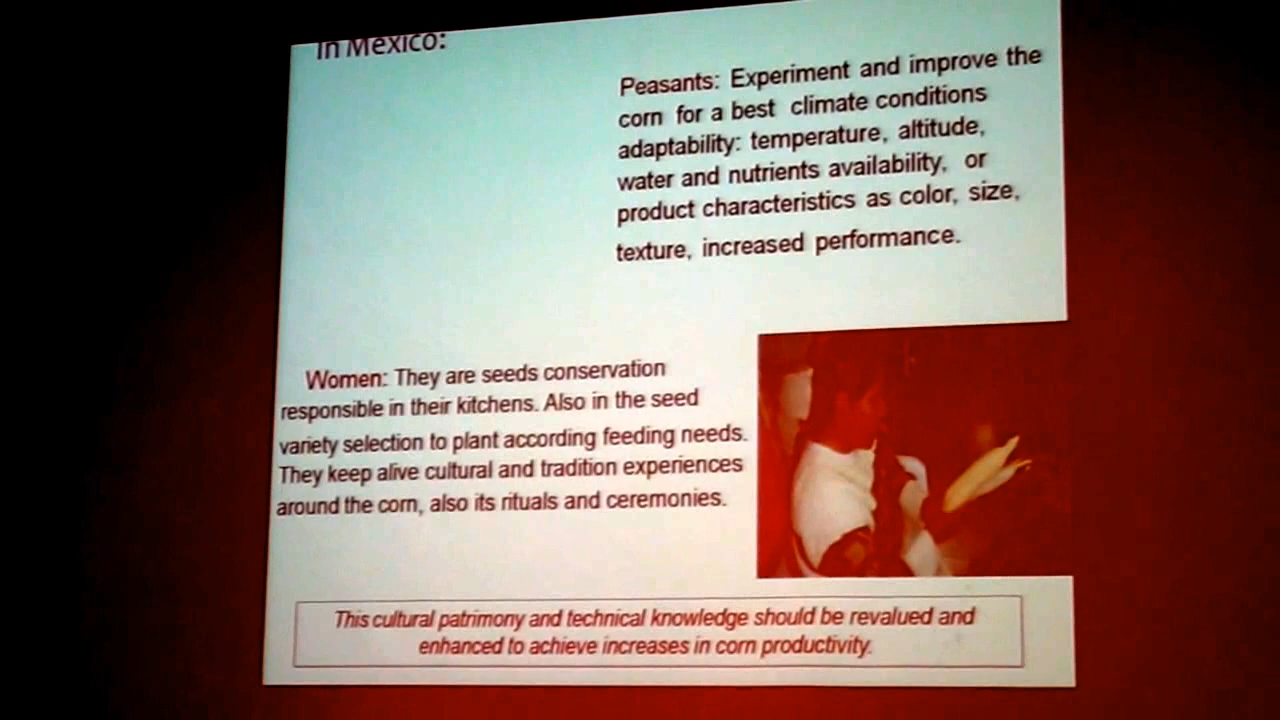 In Mexico:
Peasants: Experiment and improve the
corn for a best climate conditions
adaptability: temperature, altitude,
water and nutrients availability, or
product characteristics as color, size,
texture, increased performance.
Women: They are seeds conservation
responsible in their kitchens. Also in the seed
variety selection to plant according feeding needs.
They keep alive cultural and tradition experiences
around the corn, also its rituals and ceremonies.
This cultural patrimony and technical knowledge should be revalued and
enhanced to achieve increases in corn productivity.